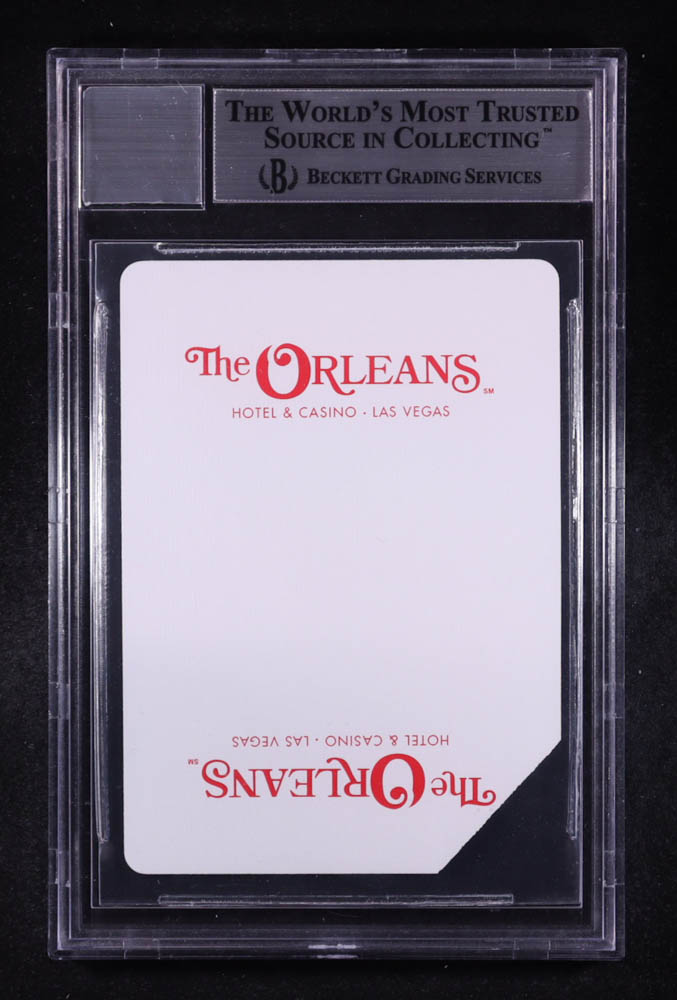 THE WORLD'S MOST TRUSTED
SOURCE IN COLLECTING™
B BECKETT GRADING SERVICES
The ORLEANS SM
HOTEL & CASINO · LAS VEGAS
HOTEL & CASINO · LAS VEGAS
The ORLEANS SM